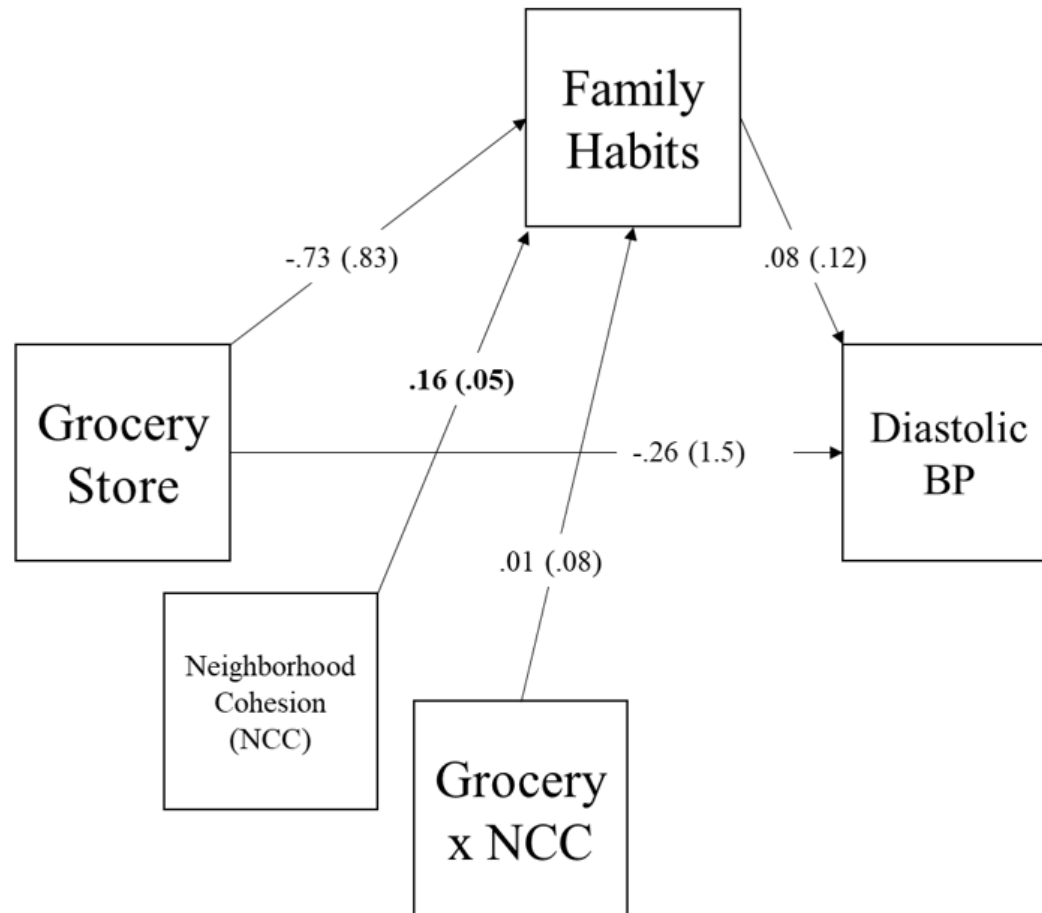 Family
Habits
-.73 (.83)
.08 (.12)
.16 (.05)
Grocery
Store
-.26 (1.5)
Diastolic
BP
.01 (.08)
Neighborhood
Cohesion
(NCC)
Grocery
x NCC